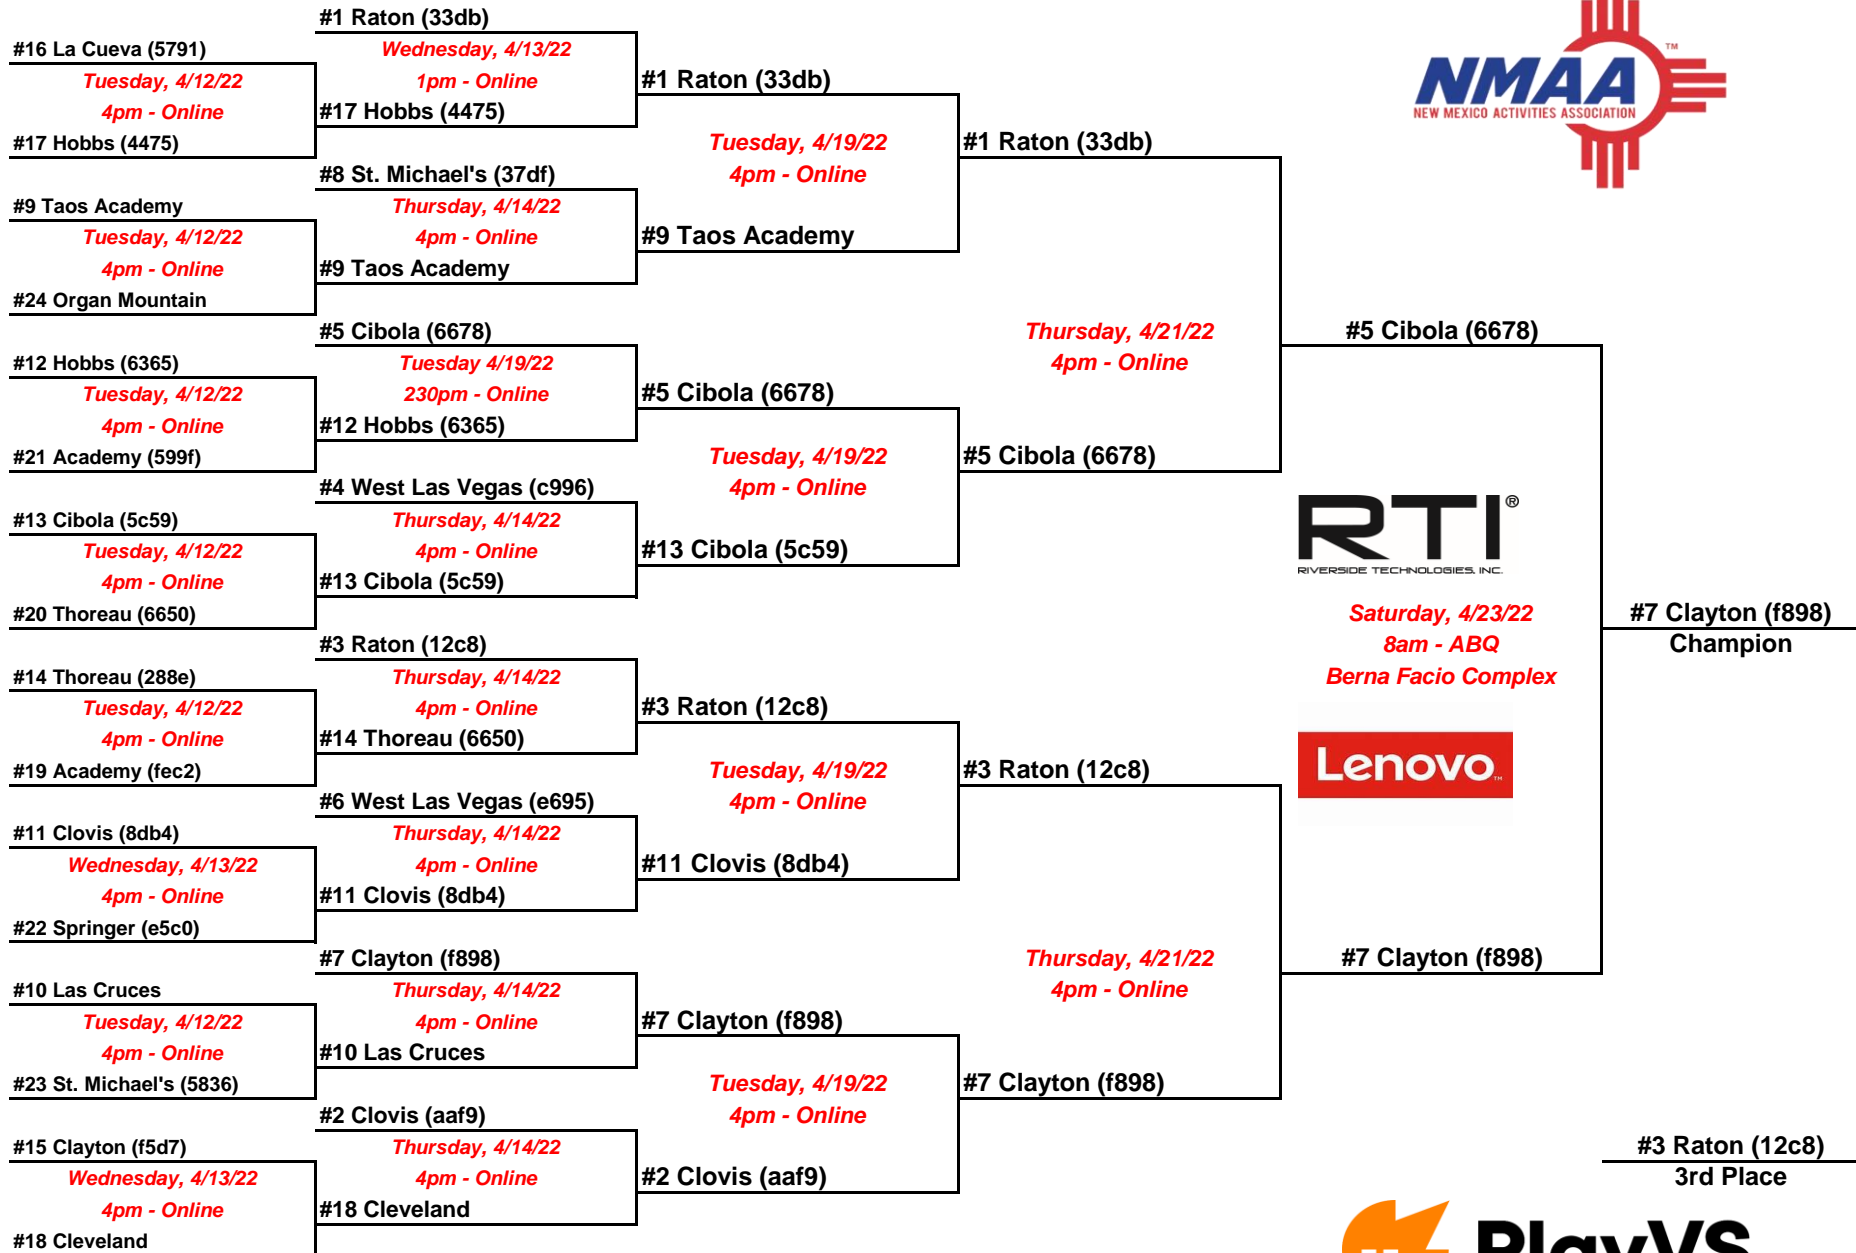 #16 La Cueva (5791)
Tuesday, 4/12/22
4pm - Online
#17 Hobbs (4475)
#9 Taos Academy
Tuesday, 4/12/22
4pm - Online
#24 Organ Mountain
#12 Hobbs (6365)
Tuesday, 4/12/22
4pm - Online
#21 Academy (599f)
#13 Cibola (5c59)
Tuesday, 4/12/22
4pm - Online
#20 Thoreau (6650)
#14 Thoreau (288e)
Tuesday, 4/12/22
4pm - Online
#19 Academy (fec2)
#11 Clovis (8db4)
Wednesday, 4/13/22
4pm - Online
#22 Springer (e5c0)
#10 Las Cruces
Tuesday, 4/12/22
4pm - Online
#23 St. Michael's (5836)
#15 Clayton (f5d7)
Wednesday, 4/13/22
4pm - Online
#18 Cleveland
#1 Raton (33db)
Wednesday, 4/13/22
1pm - Online
#17 Hobbs (4475)
#8 St. Michael's (37df)
Thursday, 4/14/22
4pm - Online
#9 Taos Academy
#5 Cibola (6678)
Tuesday 4/19/22
230pm - Online
#12 Hobbs (6365)
#4 West Las Vegas (c996)
Thursday, 4/14/22
4pm - Online
#13 Cibola (5c59)
#3 Raton (12c8)
Thursday, 4/14/22
4pm - Online
#14 Thoreau (6650)
#6 West Las Vegas (e695)
Thursday, 4/14/22
4pm - Online
#11 Clovis (8db4)
#7 Clayton (f898)
Thursday, 4/14/22
4pm - Online
#10 Las Cruces
#2 Clovis (aaf9)
Thursday, 4/14/22
4pm - Online
#18 Cleveland
#1 Raton (33db)
Tuesday, 4/19/22
4pm - Online
#9 Taos Academy
#5 Cibola (6678)
Tuesday, 4/19/22
4pm - Online
#13 Cibola (5c59)
#3 Raton (12c8)
Tuesday, 4/19/22
4pm - Online
#11 Clovis (8db4)
#7 Clayton (f898)
Tuesday, 4/19/22
4pm - Online
#2 Clovis (aaf9)
#1 Raton (33db)
Thursday, 4/21/22
4pm - Online
#5 Cibola (6678)
#3 Raton (12c8)
Thursday, 4/21/22
4pm - Online
#7 Clayton (f898)
NMAA™
NEW MEXICO ACTIVITIES ASSOCIATION
#5 Cibola (6678)
RTI®
RIVERSIDE TECHNOLOGIES, INC.
Saturday, 4/23/22
8am - ABQ
Berna Facio Complex
Lenovo™
#7 Clayton (f898)
#7 Clayton (f898)
Champion
#3 Raton (12c8)
3rd Place
PlayVS